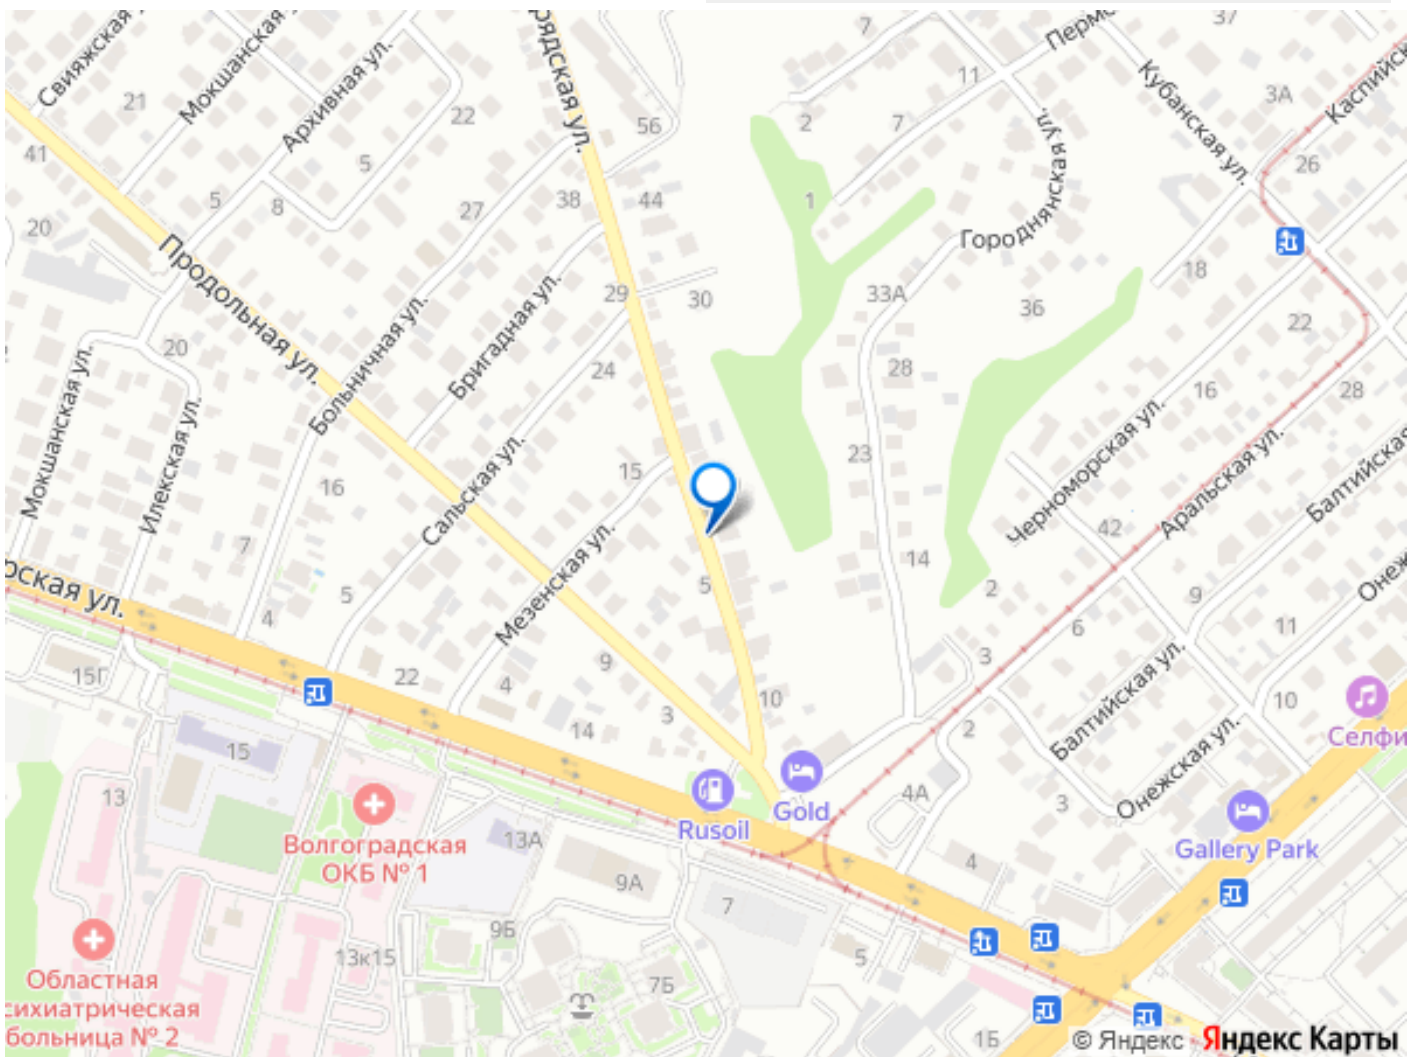 Свияжская ул.
Мокшанская ул.
Архивная ул.
рядская ул.
Пермс
37
7
11
Кубанская ул.
3А
Каспийск
21
22
56
2
7
41
5
26
5
8
27
38
44
1
Городнянская ул.
20
Продольная ул.
18
29
30
33А
36
22
Больничная ул.
Бригадная ул.
20
24
28
16
28
Мокшанская ул.
Илекская ул.
Сальская ул.
15
23
Черноморская ул.
Аральская ул.
Балтийская
16
42
7
Мезенская ул.
14
5
2
9
Онеж
рская ул.
4
5
6
11
15Г
22
4
9
10
3
Балтийская ул.
10
14
3
2
Онежская ул.
Селфи
15
13
Rusoil
Gold
4А
3
Gallery Park
Волгоградская
ОКБ № 1
13А
9А
4
7
9Б
13к15
7Б
5
Областная
сихиатрическая
больница № 2
1Б
© Яндекс Яндекс Карты